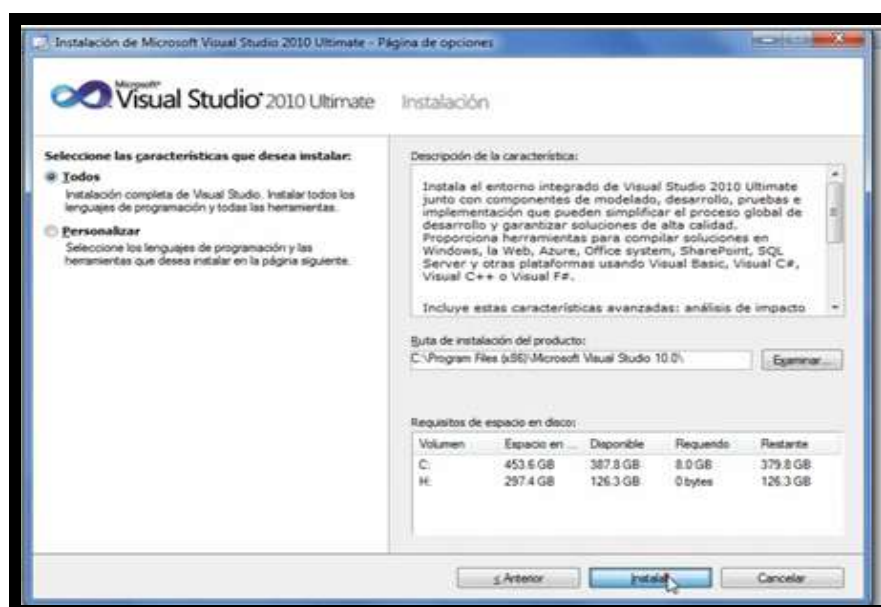 Instalación de Microsoft Visual Studio 2010 Ultimate - Página de opciones
Microsoft
Visual Studio 2010 Ultimate
Instalación
Seleccione las características que desea instalar:
Todos
Instalación completa de Visual Studio. Instalar todos los
lenguajes de programación y todas las herramientas.
Personalizar
Seleccione los lenguajes de programación y las
herramientas que desea instalar en la página siguiente.
Descripción de la característica:
Instala el entorno integrado de Visual Studio 2010 Ultimate
junto con componentes de modelado, desarrollo, pruebas e
implementación que pueden simplificar el proceso global de
desarrollo y garantizar soluciones de alta calidad.
Proporciona herramientas para compilar soluciones en
Windows, la Web, Azure, Office system, SharePoint, SQL
Server y otras plataformas usando Visual Basic, Visual C#,
Visual C++ o Visual F#.
Incluye estas características avanzadas: análisis de impacto
Ruta de instalación del producto:
C:\Program Files (x86)\Microsoft Visual Studio 10.0\
Examinar...
Requisitos de espacio en disco:
Volumen Espacio en ... Disponible Requerido Restante
C: 453.6 GB 387.8 GB 8.0 GB 379.8 GB
H: 297.4 GB 126.3 GB 0 bytes 126.3 GB
< Anterior
Instalar
Cancelar